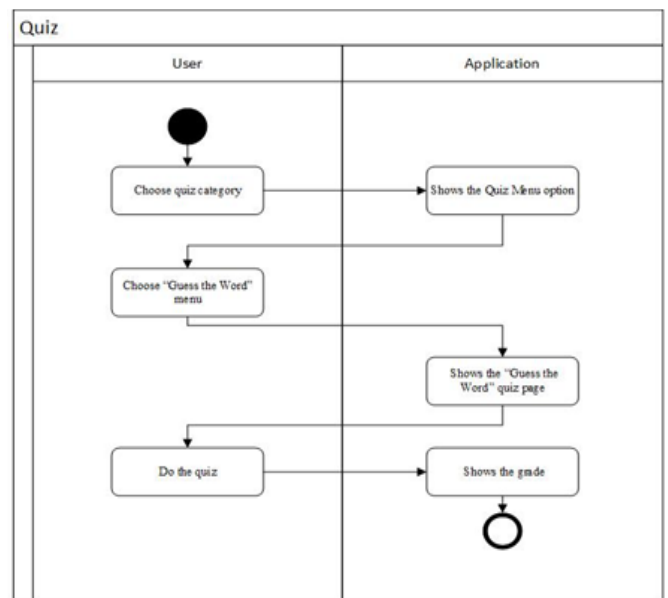 Quiz
User
Application
Choose quiz category
Shows the Quiz Menu option
Choose "Guess the Word"
menu
Shows the "Guess the
Word" quiz page
Do the quiz
Shows the grade